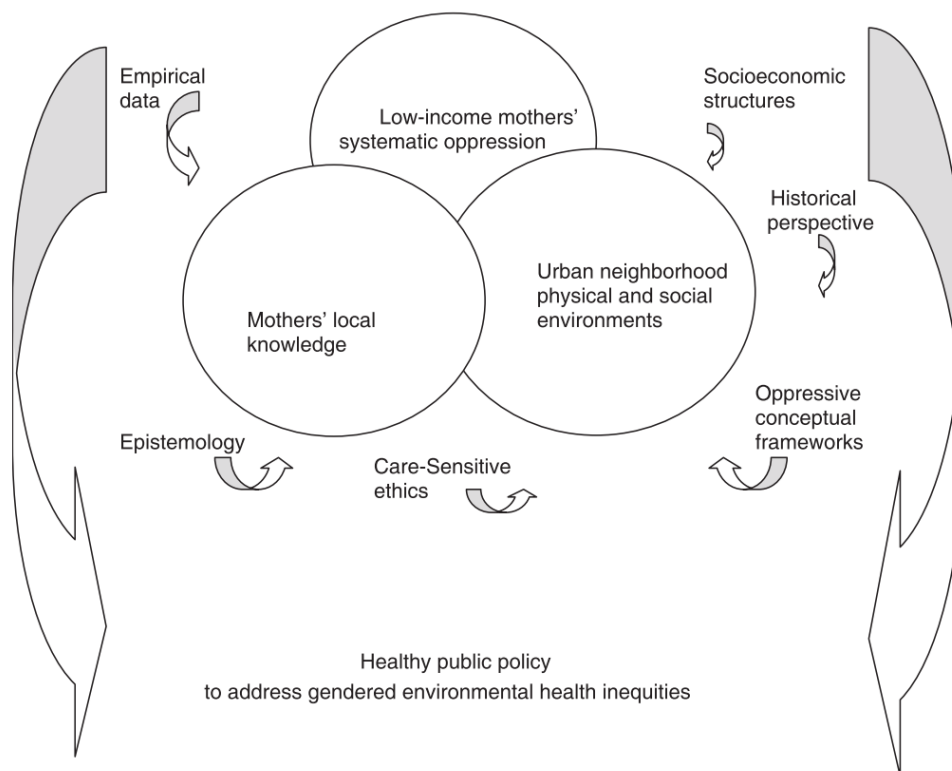 Empirical
data
Socioeconomic
structures
Low-income mothers’
systematic oppression
Historical
perspective
Urban neighborhood
physical and social
environments
Mothers’ local
knowledge
Oppressive
conceptual
frameworks
Epistemology
Care-Sensitive
ethics
Healthy public policy
to address gendered environmental health inequities